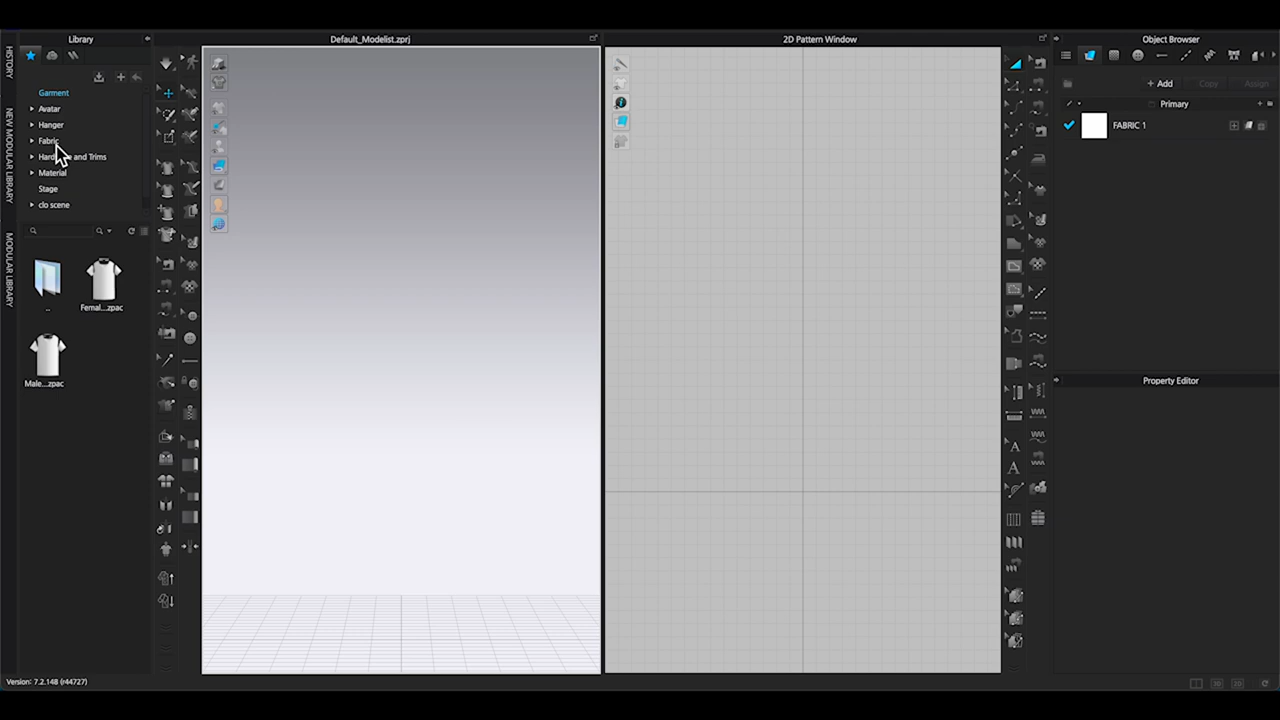 Library
Default_Modelist.zprj
2D Pattern Window
Object Browser
HISTORY
NEW MODULAR LIBRARY
MODULAR LIBRARY
Garment
Avatar
Hanger
Fabric
and Trims
Material
Stage
clo scene
..
Femal...zpac
Male...zpac
+ Add
Copy
Assign
Primary
FABRIC 1
Property Editor
A
A
Version: 7.2.148 (r44727)
3D
2D